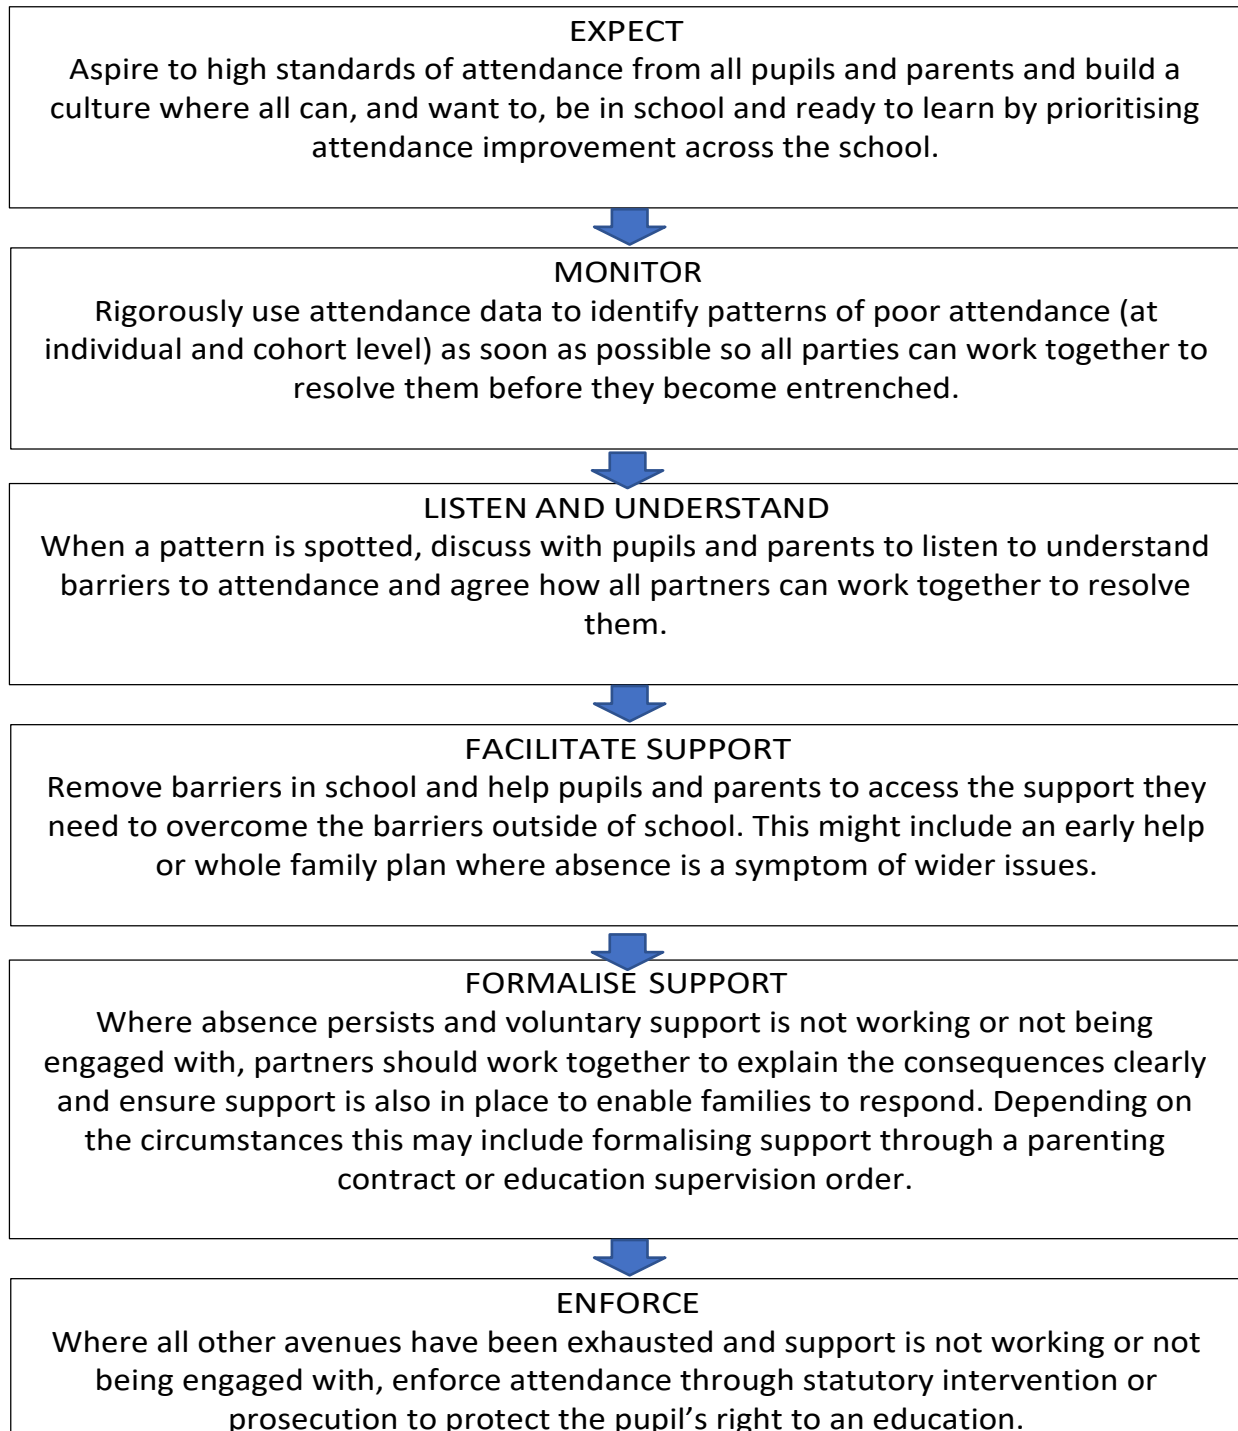 EXPECT
Aspire to high standards of attendance from all pupils and parents and build a
culture where all can, and want to, be in school and ready to learn by prioritising
attendance improvement across the school.
MONITOR
Rigorously use attendance data to identify patterns of poor attendance (at
individual and cohort level) as soon as possible so all parties can work together to
resolve them before they become entrenched.
LISTEN AND UNDERSTAND
When a pattern is spotted, discuss with pupils and parents to listen to understand
barriers to attendance and agree how all partners can work together to resolve
them.
FACILITATE SUPPORT
Remove barriers in school and help pupils and parents to access the support they
need to overcome the barriers outside of school. This might include an early help
or whole family plan where absence is a symptom of wider issues.
FORMALISE SUPPORT
Where absence persists and voluntary support is not working or not being
engaged with, partners should work together to explain the consequences clearly
and ensure support is also in place to enable families to respond. Depending on
the circumstances this may include formalising support through a parenting
contract or education supervision order.
ENFORCE
Where all other avenues have been exhausted and support is not working or not
being engaged with, enforce attendance through statutory intervention or
prosecution to protect the pupil’s right to an education.